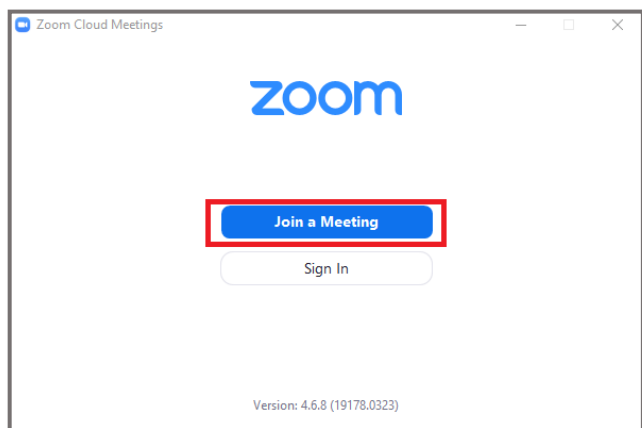 Zoom Cloud Meetings
zoom
Join a Meeting
Sign In
Version: 4.6.8 (19178.0323)